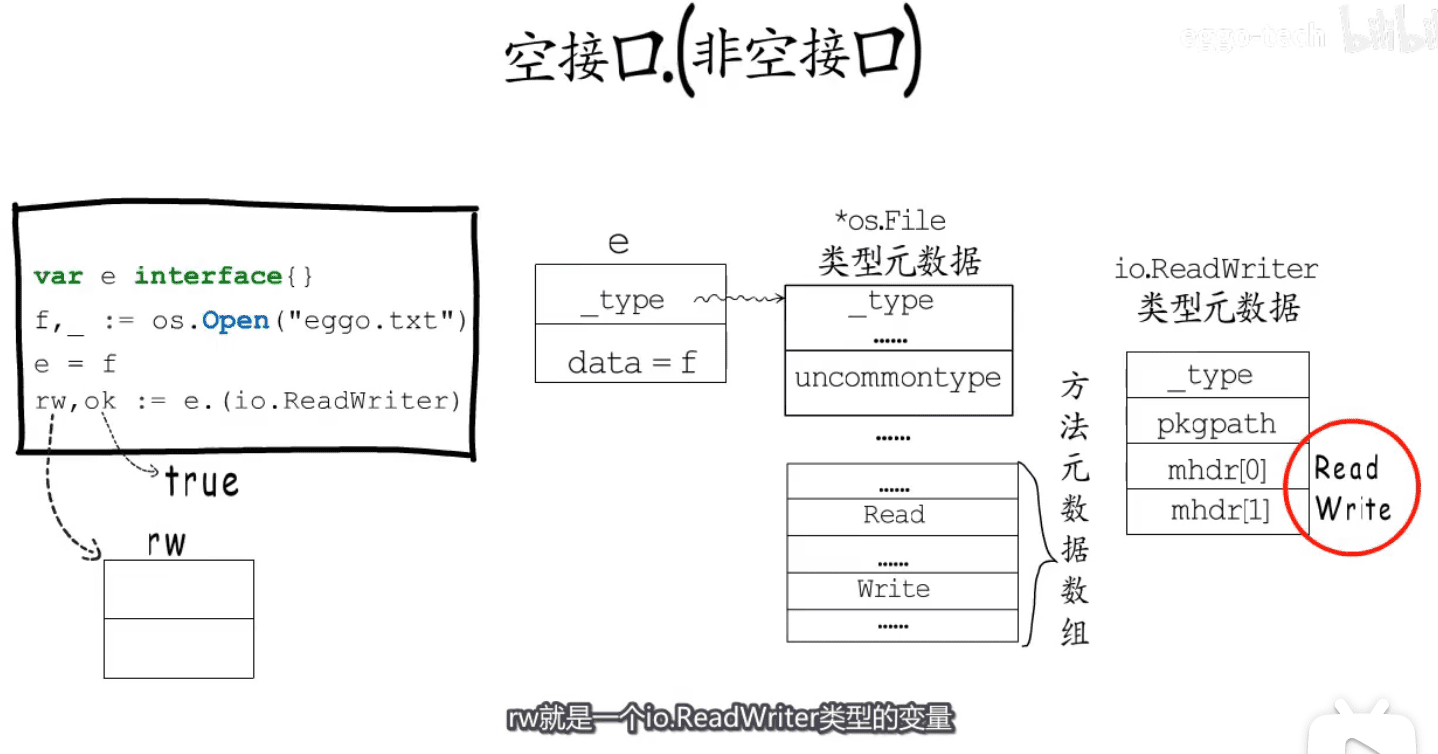 空接口.(非空接口)
eggo-tech bilibili
var e interface{}
f,_ := os.Open("eggo.txt")
e = f
rw,ok := e.(io.ReadWriter)
true
rw
e
_type
data = f
*os.File
类型元数据
_type
......
uncommontype
......
......
Read
......
Write
......
方法元数据数组
io.ReadWriter
类型元数据
_type
pkgpath
mhdr[0] Read
mhdr[1] Write
rw就是一个io.ReadWriter类型的变量